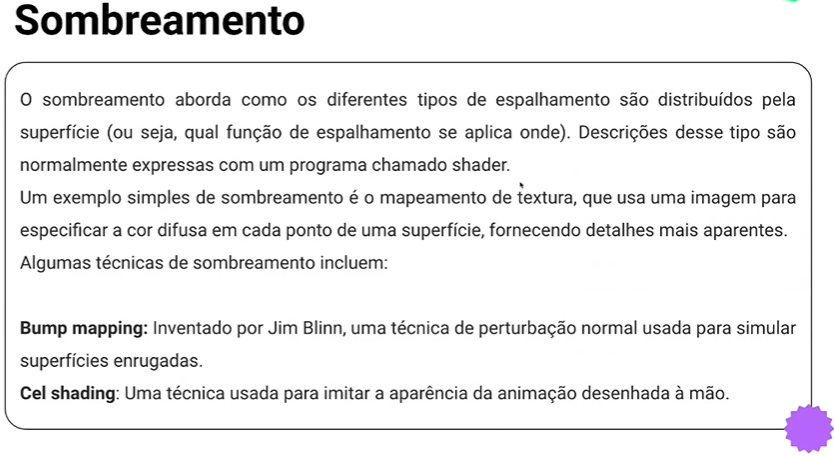 Sombreamento
O sombreamento aborda como os diferentes tipos de espalhamento são distribuídos pela
superfície (ou seja, qual função de espalhamento se aplica onde). Descrições desse tipo são
normalmente expressas com um programa chamado shader.
Um exemplo simples de sombreamento é o mapeamento de textura, que usa uma imagem para
especificar a cor difusa em cada ponto de uma superfície, fornecendo detalhes mais aparentes.
Algumas técnicas de sombreamento incluem:
Bump mapping: Inventado por Jim Blinn, uma técnica de perturbação normal usada para simular
superfícies enrugadas.
Cel shading: Uma técnica usada para imitar a aparência da animação desenhada à mão.